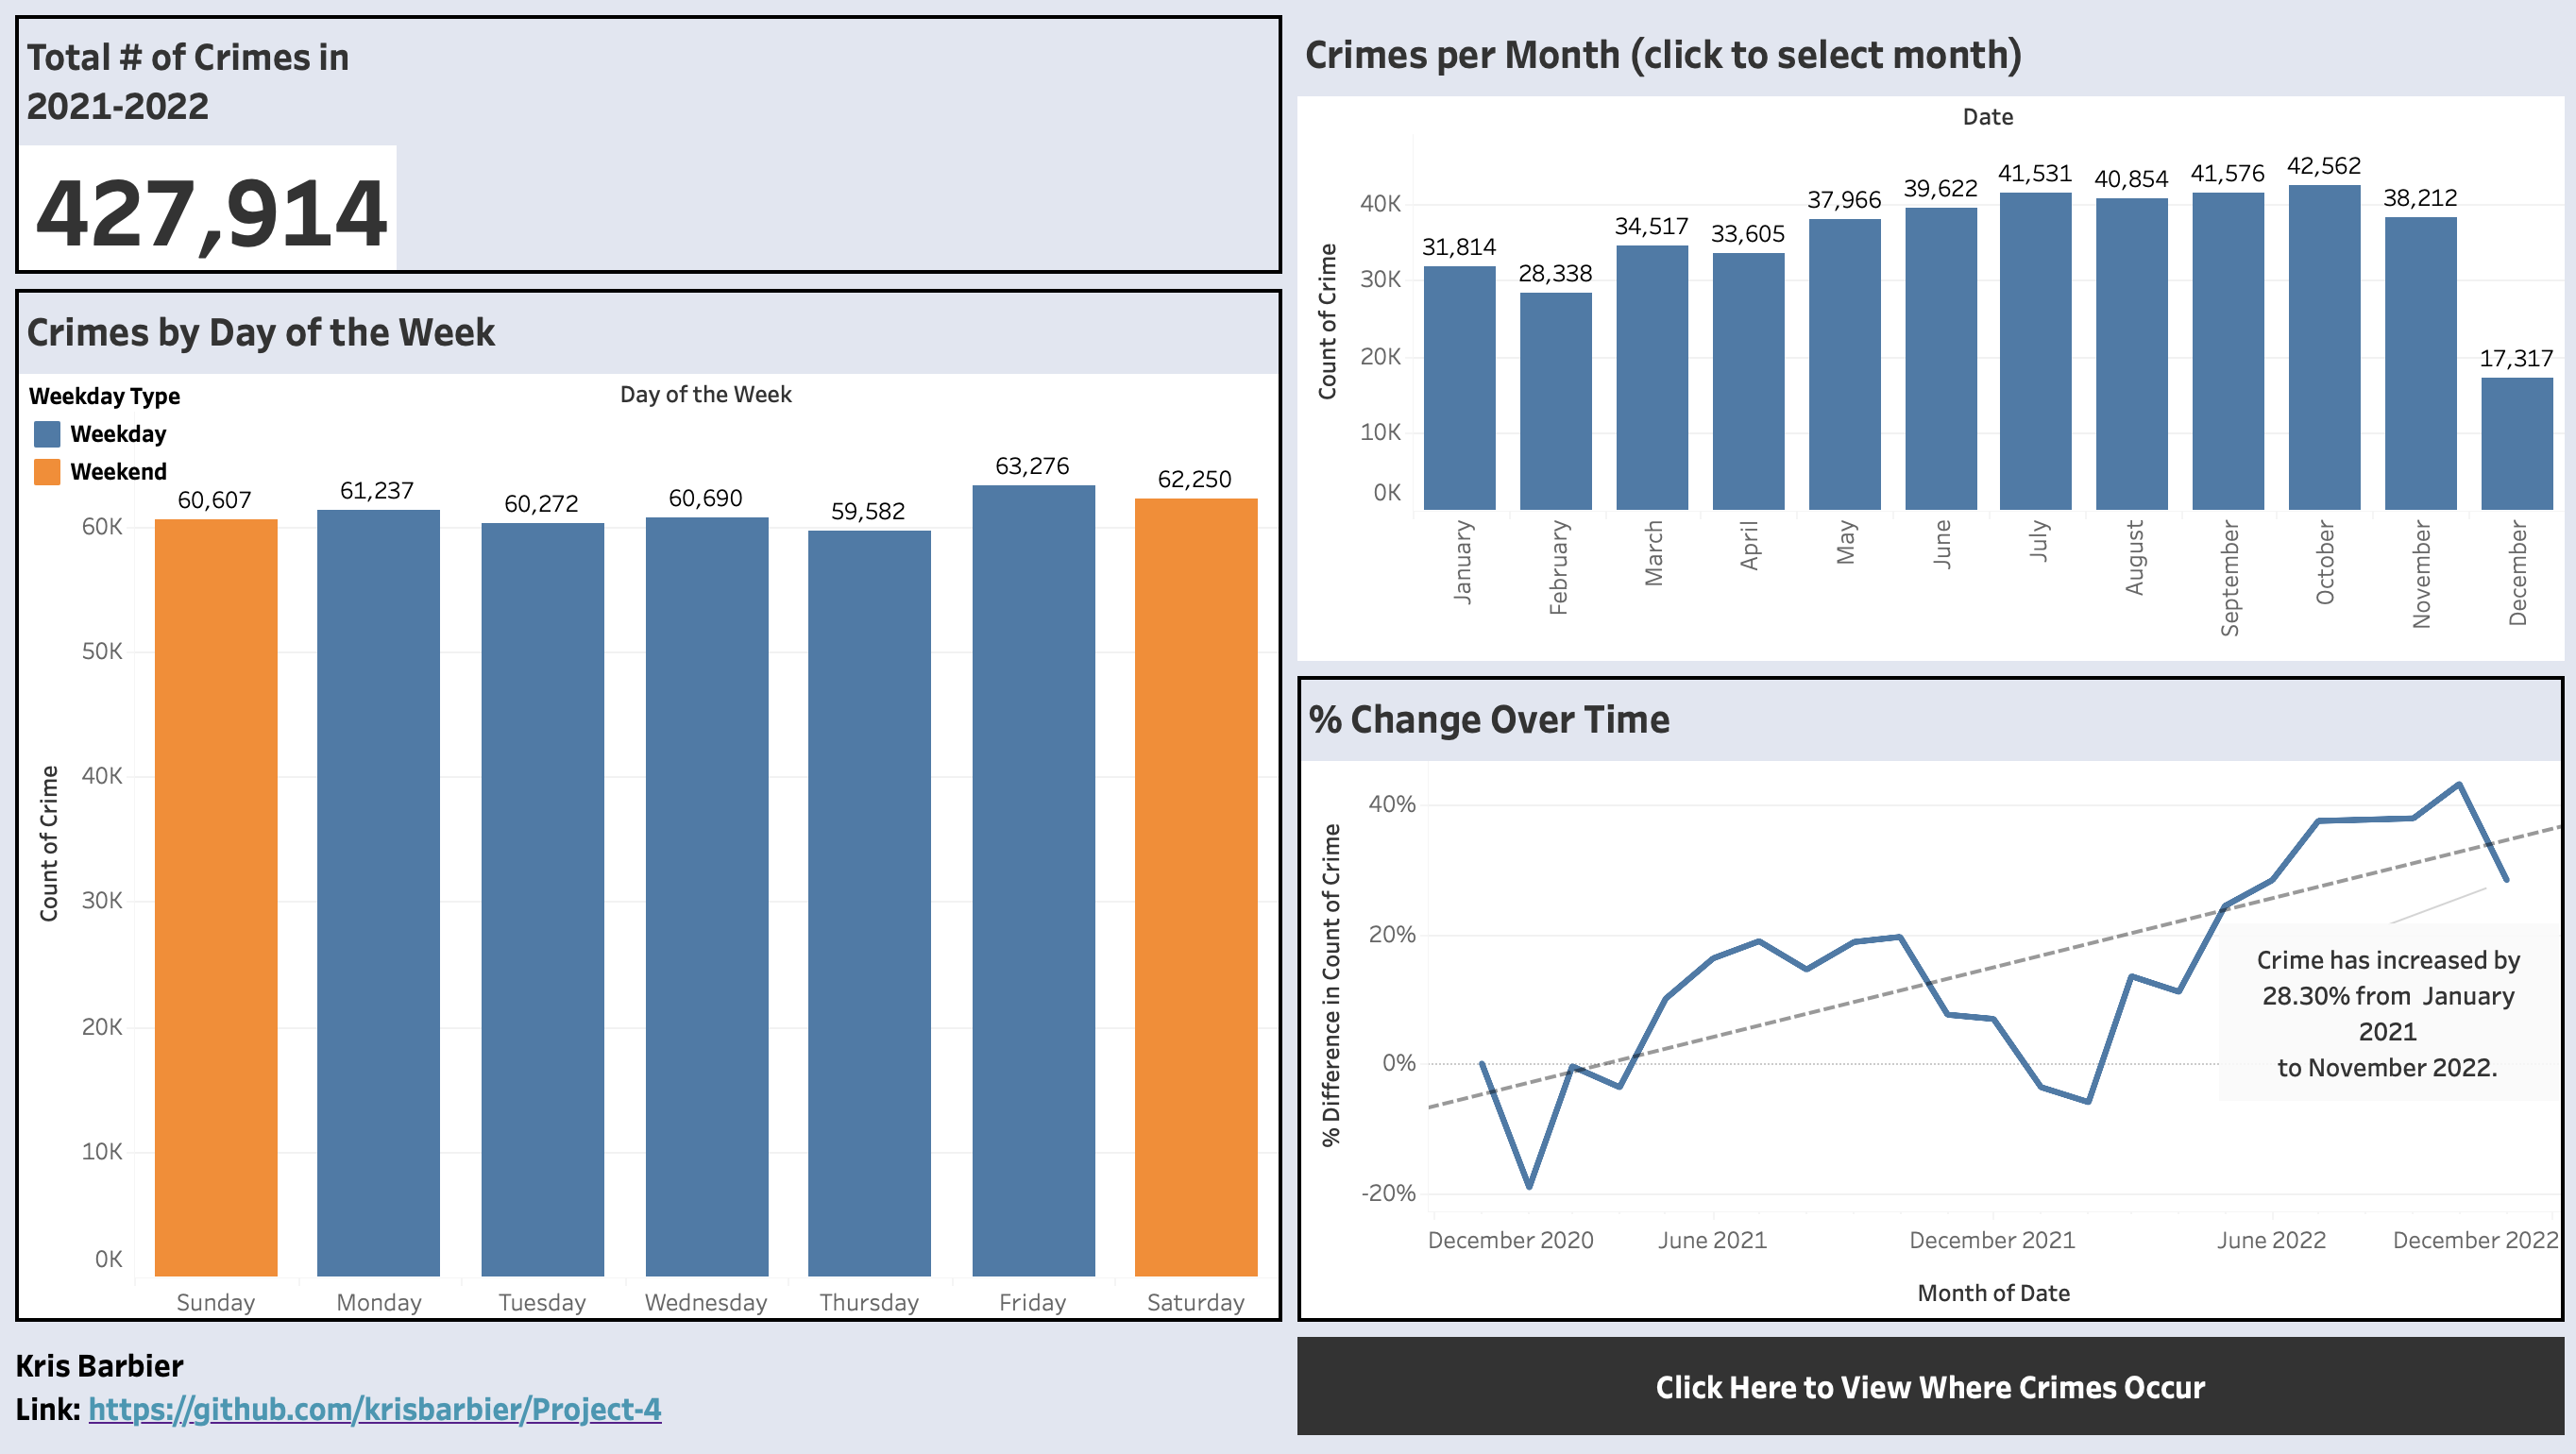 Total # of Crimes in
2021-2022
427,914
Crimes by Day of the Week
Weekday Type
Weekday
Weekend
Day of the Week
60,607
61,237
60,272
60,690
59,582
63,276
62,250
60K
50K
40K
30K
20K
10K
0K
Count of Crime
Sunday
Monday
Tuesday
Wednesday
Thursday
Friday
Saturday
Kris Barbier
Link: https://github.com/krisbarbier/Project-4
Crimes per Month (click to select month)
Date
31,814
28,338
34,517
33,605
37,966
39,622
41,531
40,854
41,576
42,562
38,212
17,317
40K
30K
20K
10K
0K
Count of Crime
January
February
March
April
May
June
July
August
September
October
November
December
% Change Over Time
40%
20%
0%
-20%
% Difference in Count of Crime
Crime has increased by
28.30% from  January
2021
to November 2022.
December 2020
June 2021
December 2021
June 2022
December 2022
Month of Date
Click Here to View Where Crimes Occur